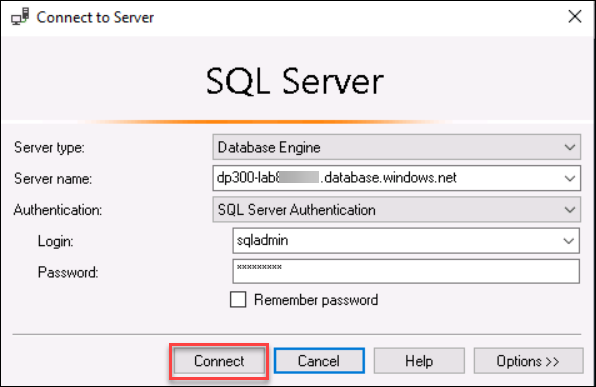 Connect to Server
SQL Server
Server type: Database Engine
Server name: dp300-lab .database.windows.net
Authentication: SQL Server Authentication
Login: sqladmin
Password: *********
Remember password
Connect Cancel Help Options >>